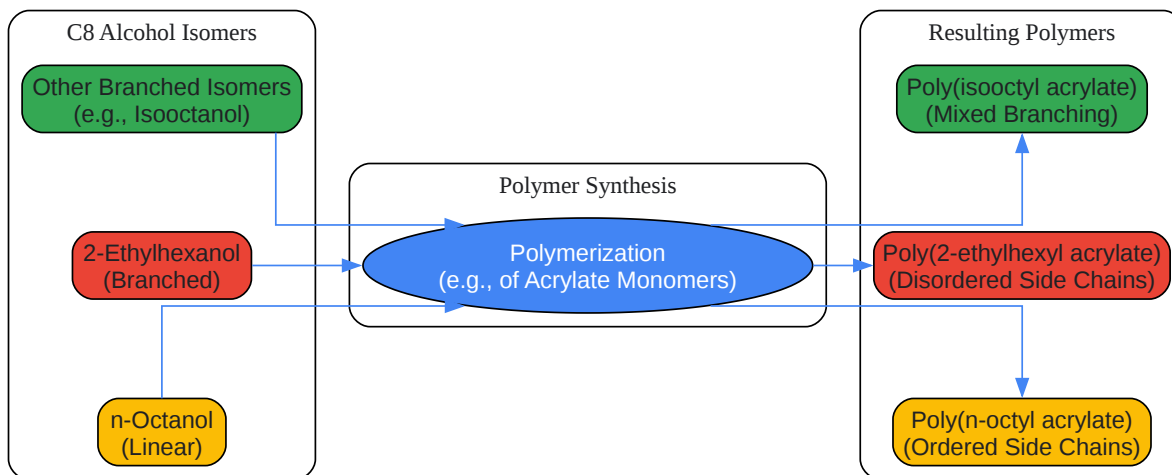 C8 Alcohol Isomers
Other Branched Isomers
(e.g., Isooctanol)
2-Ethylhexanol
(Branched)
n-Octanol
(Linear)
Polymer Synthesis
Polymerization
(e.g., of Acrylate Monomers)
Resulting Polymers
Poly(isooctyl acrylate)
(Mixed Branching)
Poly(2-ethylhexyl acrylate)
(Disordered Side Chains)
Poly(n-octyl acrylate)
(Ordered Side Chains)